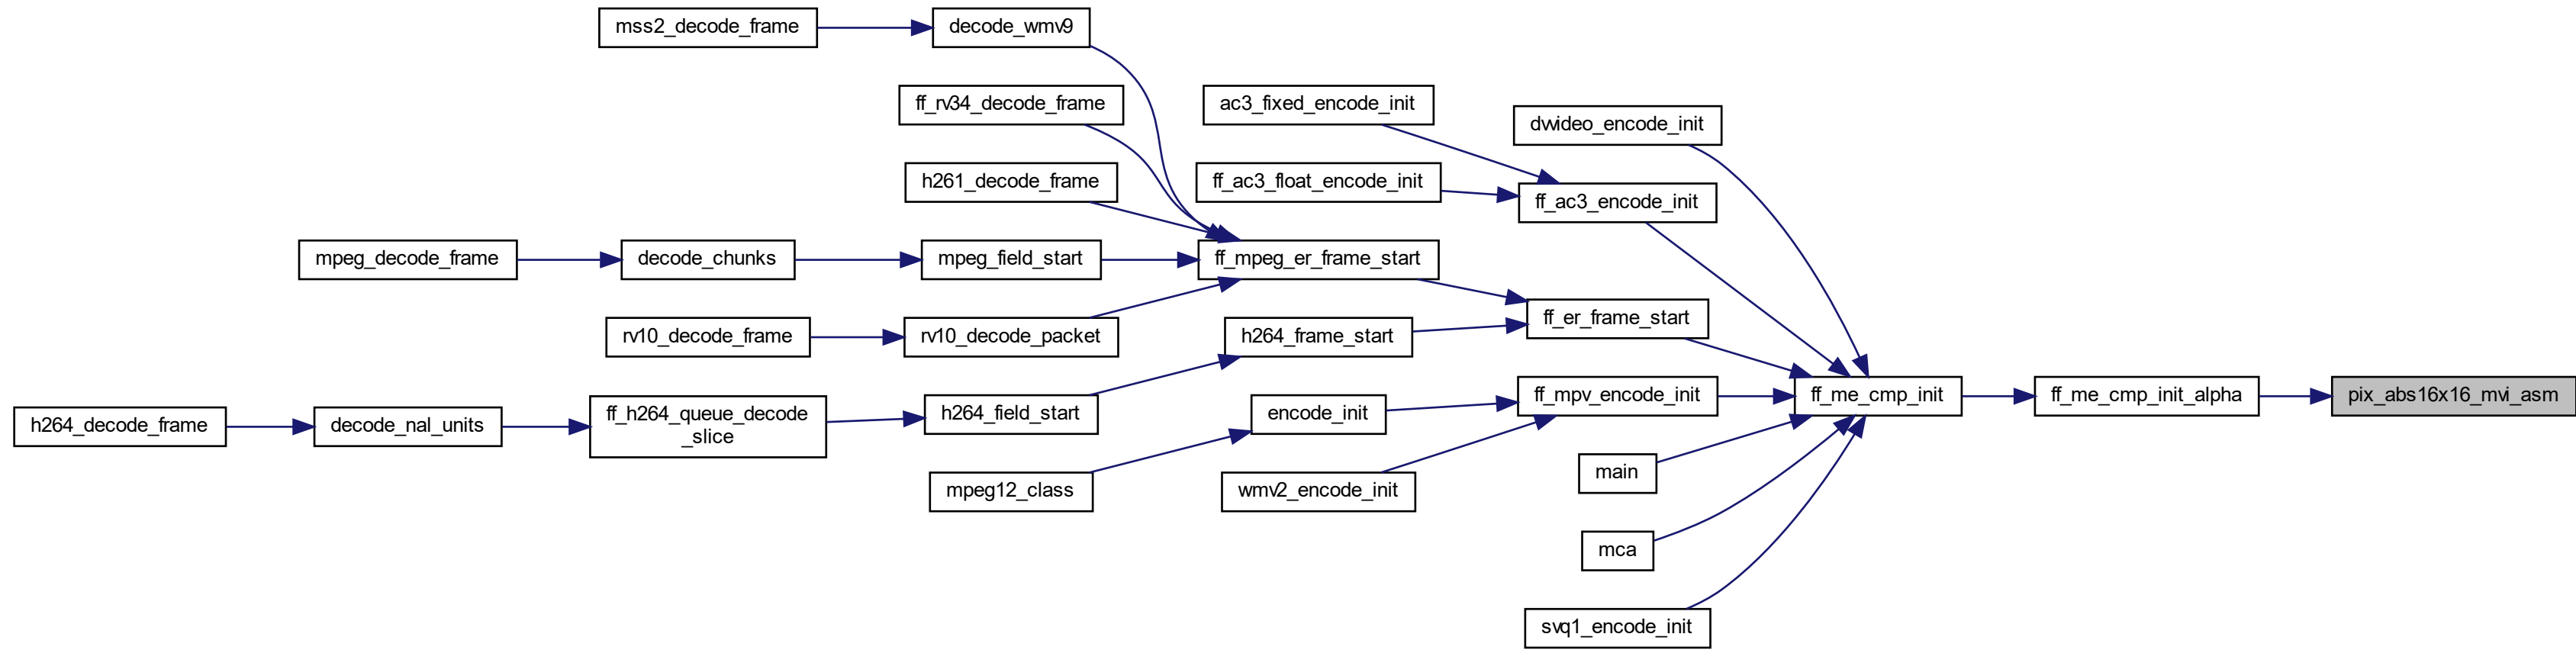 mss2_decode_frame
decode_wmv9
ff_rv34_decode_frame
ac3_fixed_encode_init
dwideo_encode_init
h261_decode_frame
ff_ac3_float_encode_init
ff_ac3_encode_init
mpeg_decode_frame
decode_chunks
mpeg_field_start
ff_mpeg_er_frame_start
ff_er_frame_start
rv10_decode_frame
rv10_decode_packet
h264_frame_start
ff_mpv_encode_init
ff_me_cmp_init
ff_me_cmp_init_alpha
pix_abs16x16_mvi_asm
h264_decode_frame
decode_nal_units
ff_h264_queue_decode
_slice
h264_field_start
encode_init
main
mpeg12_class
wmv2_encode_init
mca
svq1_encode_init